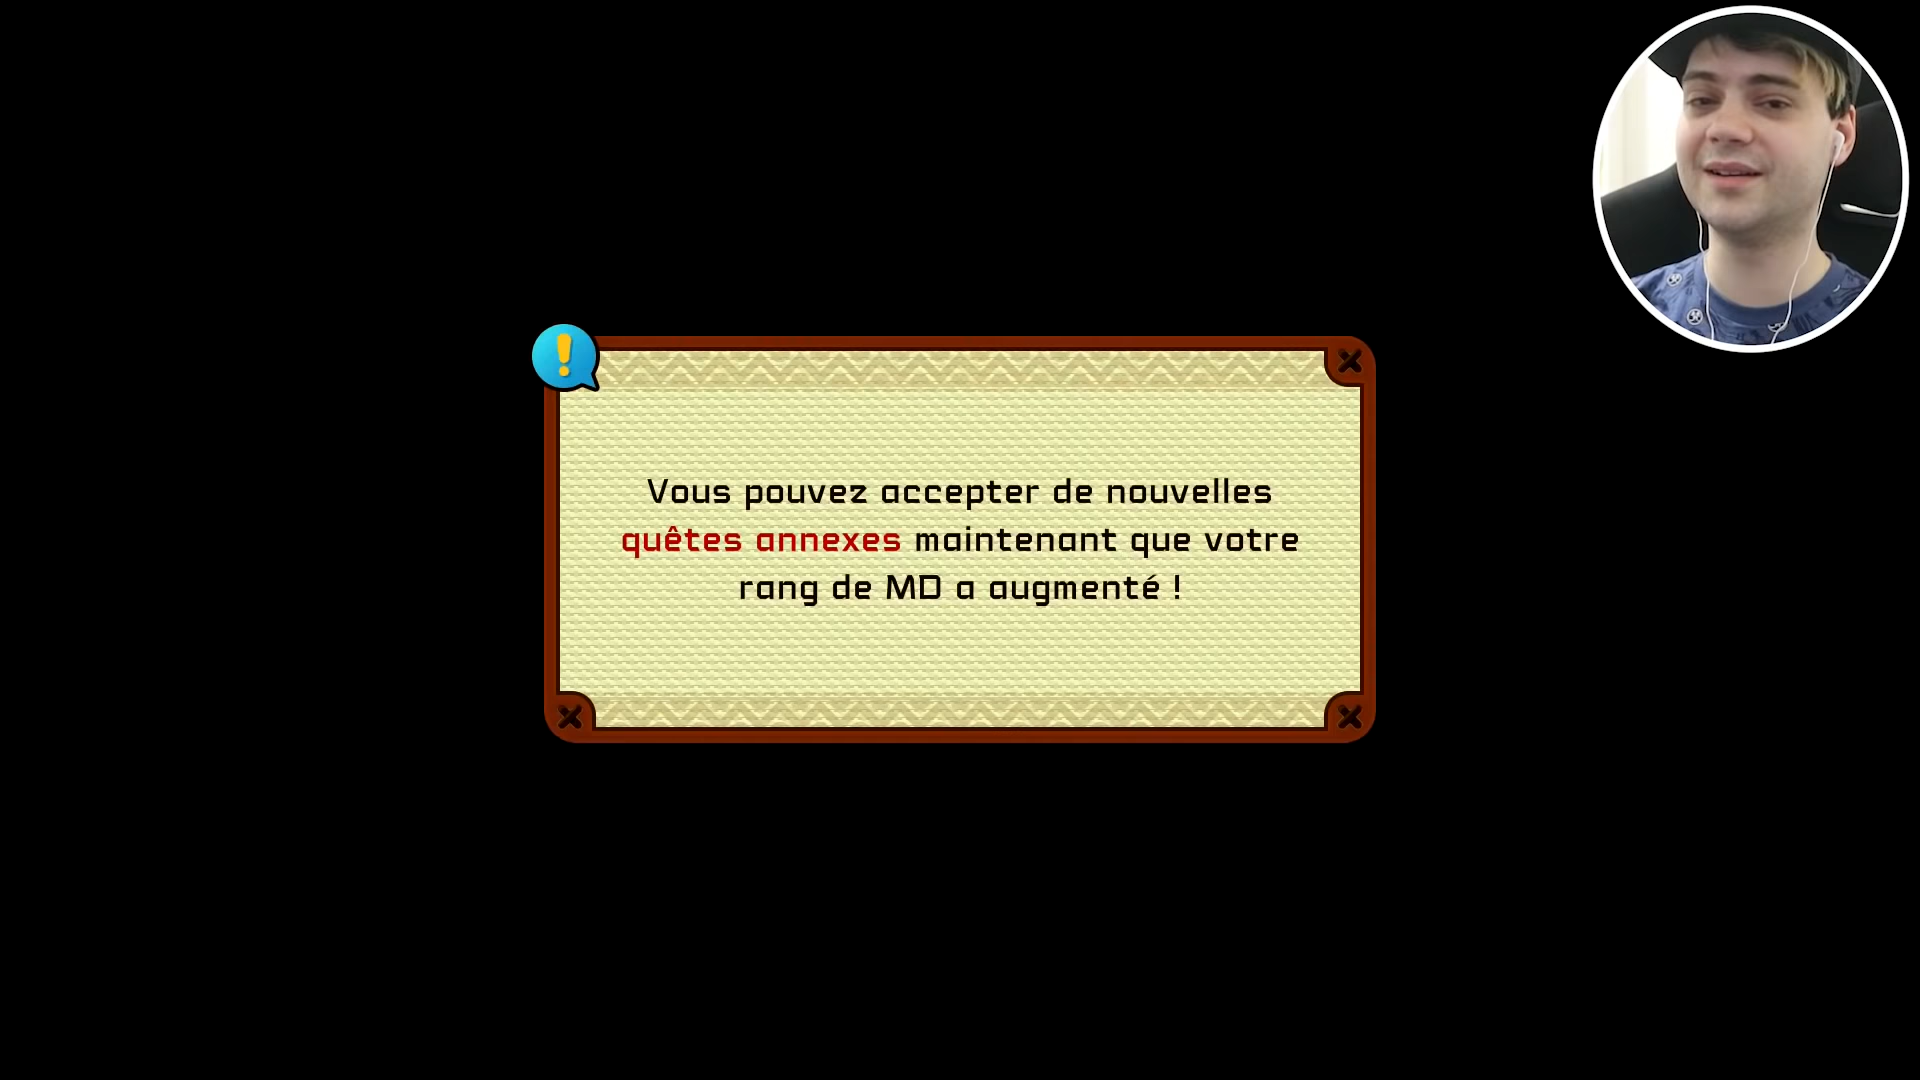 Vous pouvez accepter de nouvelles
quêtes annexes maintenant que votre
rang de MD a augmenté !